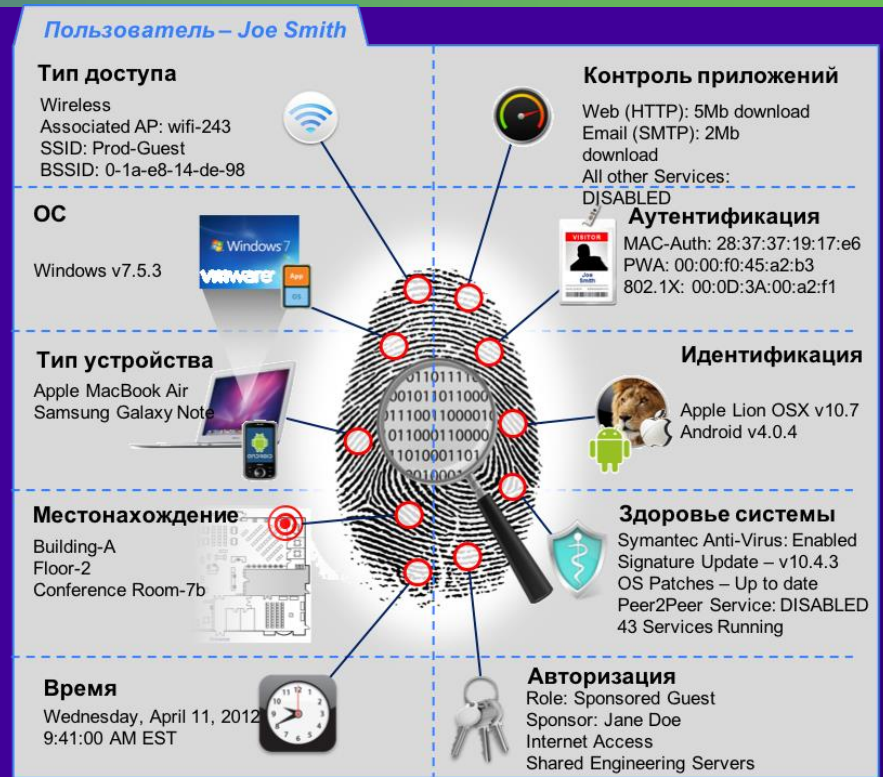 Пользователь – Joe Smith
Тип доступа
Wireless
Associated AP: wifi-243
SSID: Prod-Guest
BSSID: 0-1a-e8-14-de-98
Контроль приложений
Web (HTTP): 5Mb download
Email (SMTP): 2Mb
download
All other Services:
DISABLED
ОС
Windows v7.5.3
Windows 7
vmware
App
OS
Аутентификация
MAC-Auth: 28:37:37:19:17:e6
PWA: 00:00:f0:45:a2:b3
802.1X: 00:0D:3A:00:a2:f1
VISITOR
Joe
Smith
Тип устройства
Apple MacBook Air
Samsung Galaxy Note
ANDROID
Идентификация
Apple Lion OSX v10.7
Android v4.0.4
Местонахождение
Building-A
Floor-2
Conference Room-7b
Здоровье системы
Symantec Anti-Virus: Enabled
Signature Update – v10.4.3
OS Patches – Up to date
Peer2Peer Service: DISABLED
43 Services Running
Время
Wednesday, April 11, 2012
9:41:00 AM EST
Авторизация
Role: Sponsored Guest
Sponsor: Jane Doe
Internet Access
Shared Engineering Servers